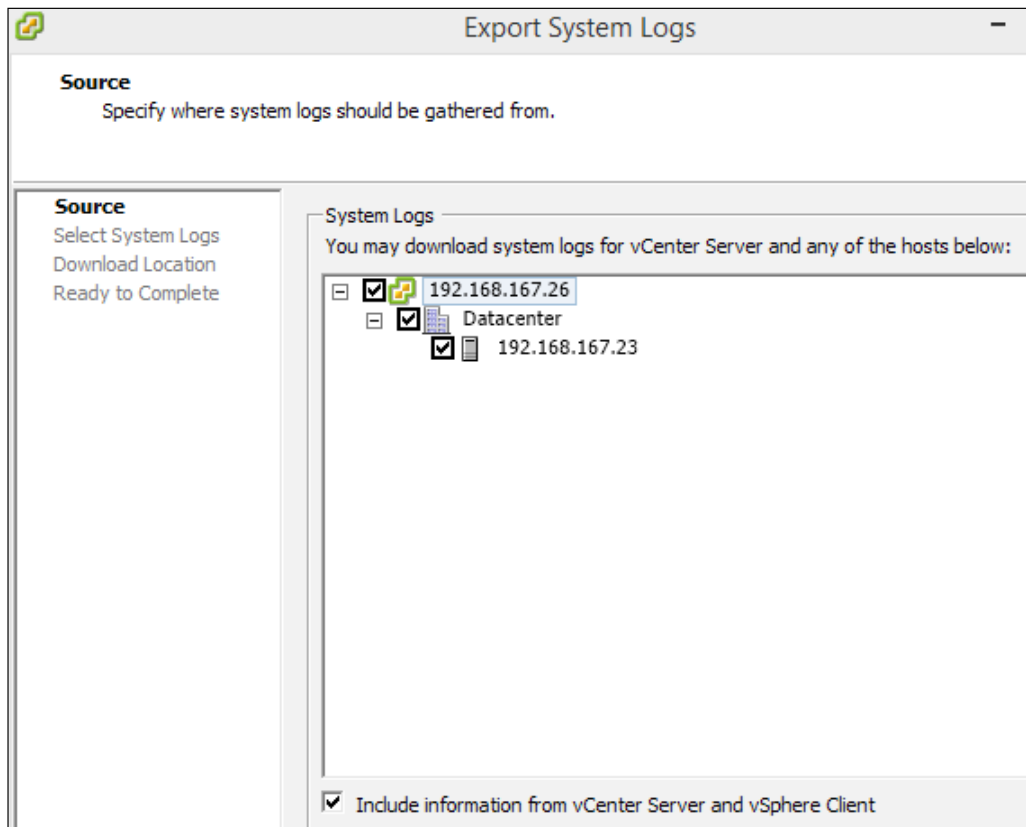 Export System Logs
Source
Specify where system logs should be gathered from.
Source
Select System Logs
Download Location
Ready to Complete
System Logs
You may download system logs for vCenter Server and any of the hosts below:
192.168.167.26
Datacenter
192.168.167.23
Include information from vCenter Server and vSphere Client